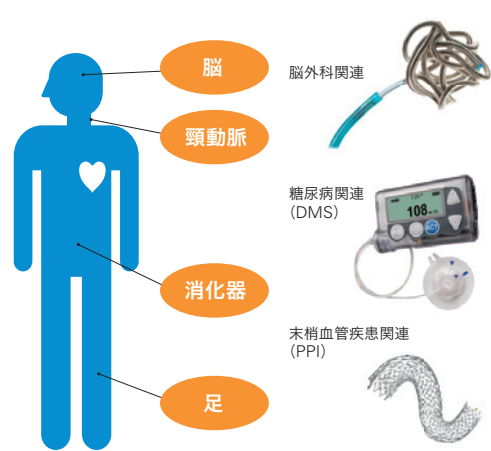 脳
頸動脈
消化器
足
脳外科関連
糖尿病関連
(DMS)
108
末梢血管疾患関連
(PPI)